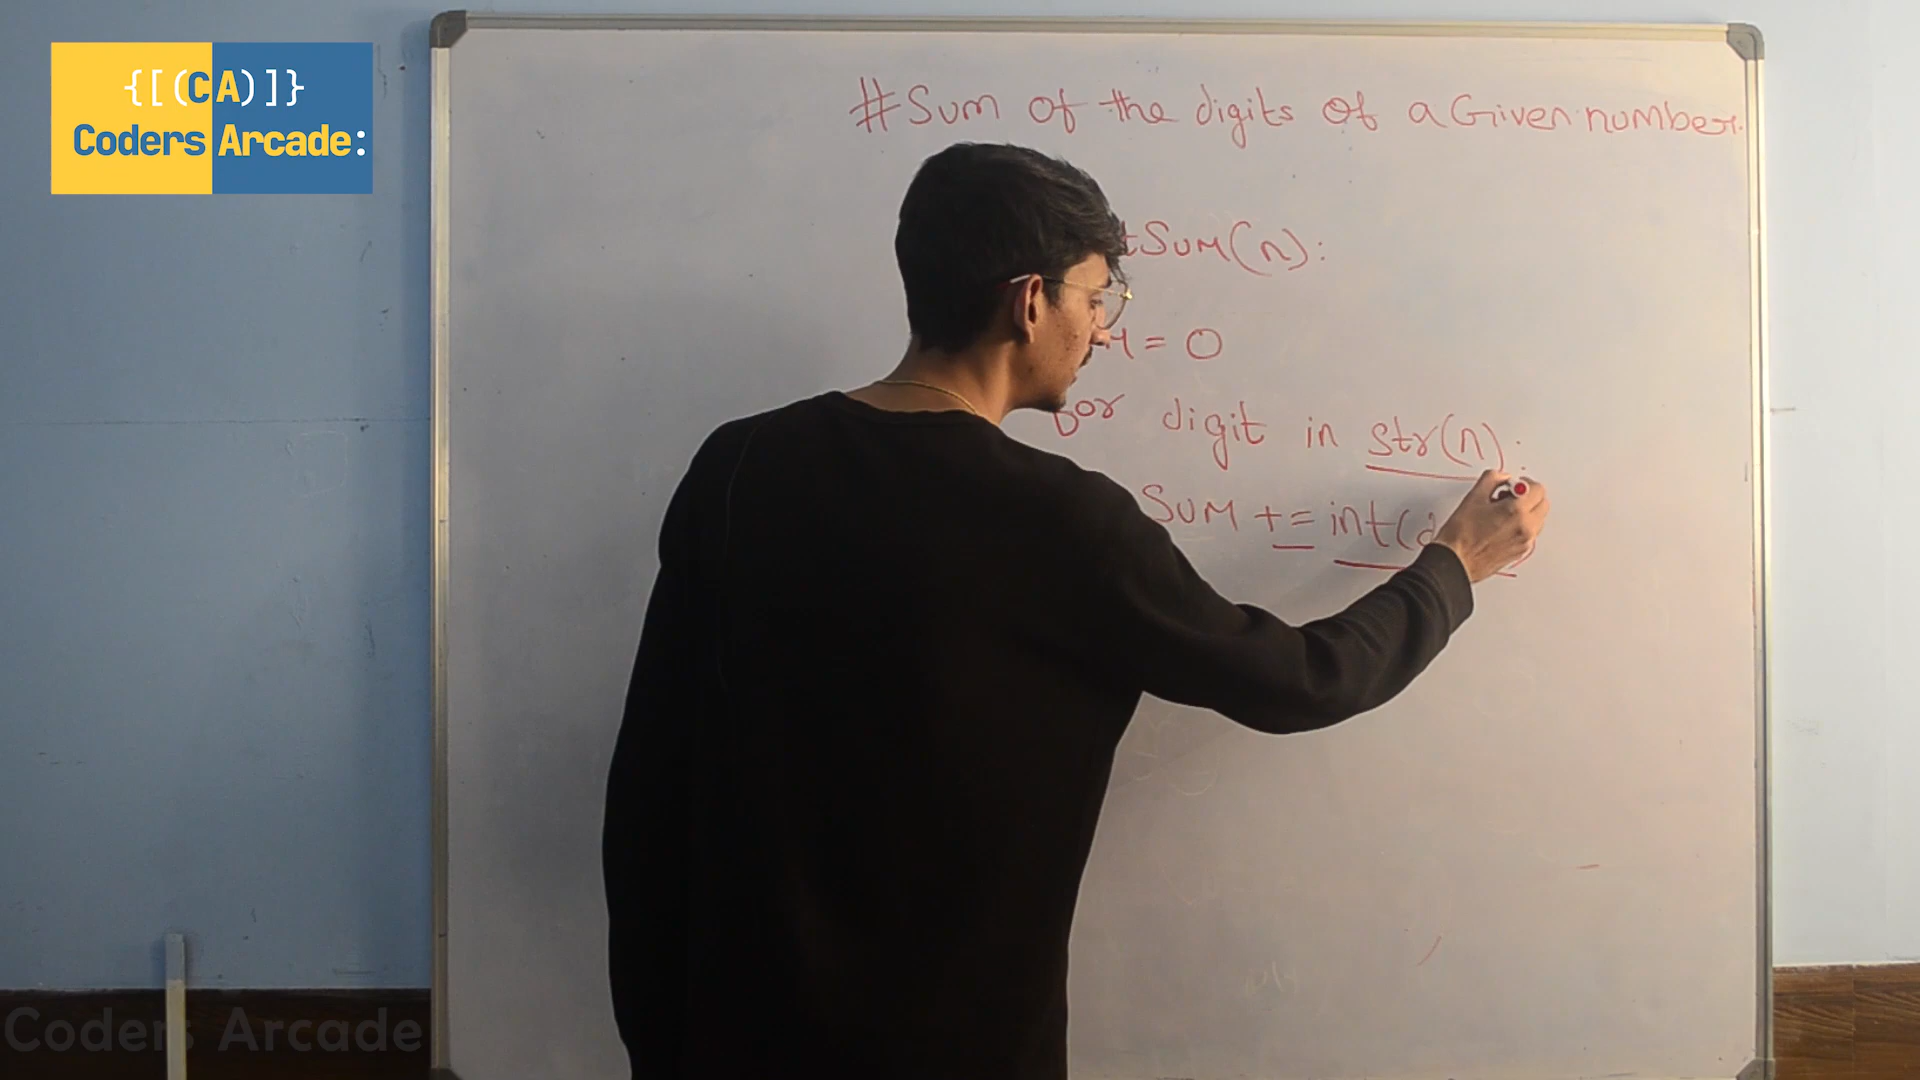 {[(CA)]}
Coders Arcade:
#Sum of the digits of a Given number.
tSum(n):
m = 0
for digit in str(n):
Sum += int(d
Coders Arcade